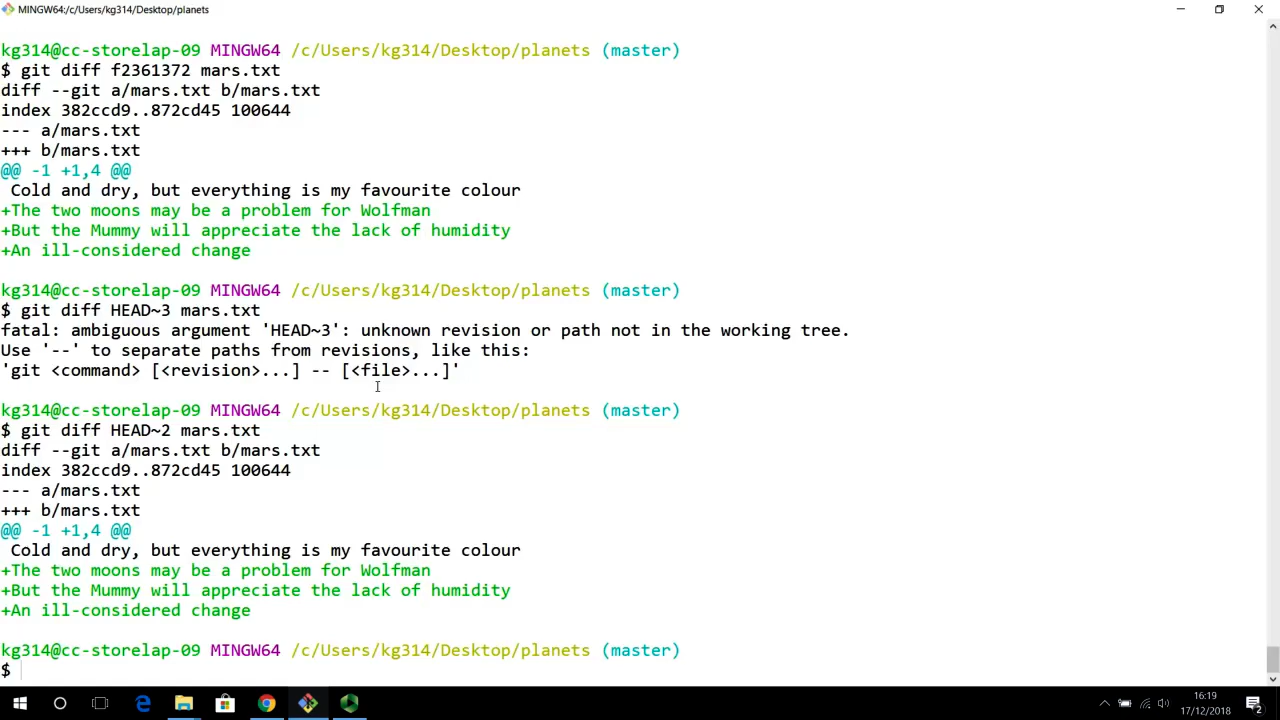 MINGW64:/c/Users/kg314/Desktop/planets
kg314@cc-storelap-09 MINGW64 /c/Users/kg314/Desktop/planets (master)
$ git diff f2361372 mars.txt
diff --git a/mars.txt b/mars.txt
index 382ccd9..872cd45 100644
--- a/mars.txt
+++ b/mars.txt
@@ -1 +1,4 @@
 Cold and dry, but everything is my favourite colour
+The two moons may be a problem for Wolfman
+But the Mummy will appreciate the lack of humidity
+An ill-considered change
kg314@cc-storelap-09 MINGW64 /c/Users/kg314/Desktop/planets (master)
$ git diff HEAD~3 mars.txt
fatal: ambiguous argument 'HEAD~3': unknown revision or path not in the working tree.
Use '--' to separate paths from revisions, like this:
'git <command> [<revision>...] -- [<file>...]'
kg314@cc-storelap-09 MINGW64 /c/Users/kg314/Desktop/planets (master)
$ git diff HEAD~2 mars.txt
diff --git a/mars.txt b/mars.txt
index 382ccd9..872cd45 100644
--- a/mars.txt
+++ b/mars.txt
@@ -1 +1,4 @@
 Cold and dry, but everything is my favourite colour
+The two moons may be a problem for Wolfman
+But the Mummy will appreciate the lack of humidity
+An ill-considered change
kg314@cc-storelap-09 MINGW64 /c/Users/kg314/Desktop/planets (master)
$
16:19
17/12/2018
2